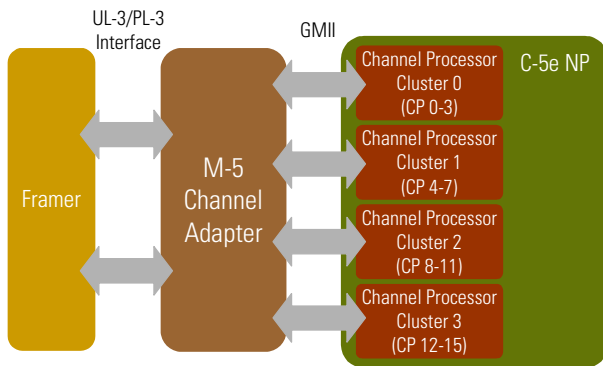 UL-3/PL-3
Interface
GMII
Framer
M-5
Channel
Adapter
C-5e NP
Channel Processor
Cluster 0
(CP 0-3)
Channel Processor
Cluster 1
(CP 4-7)
Channel Processor
Cluster 2
(CP 8-11)
Channel Processor
Cluster 3
(CP 12-15)